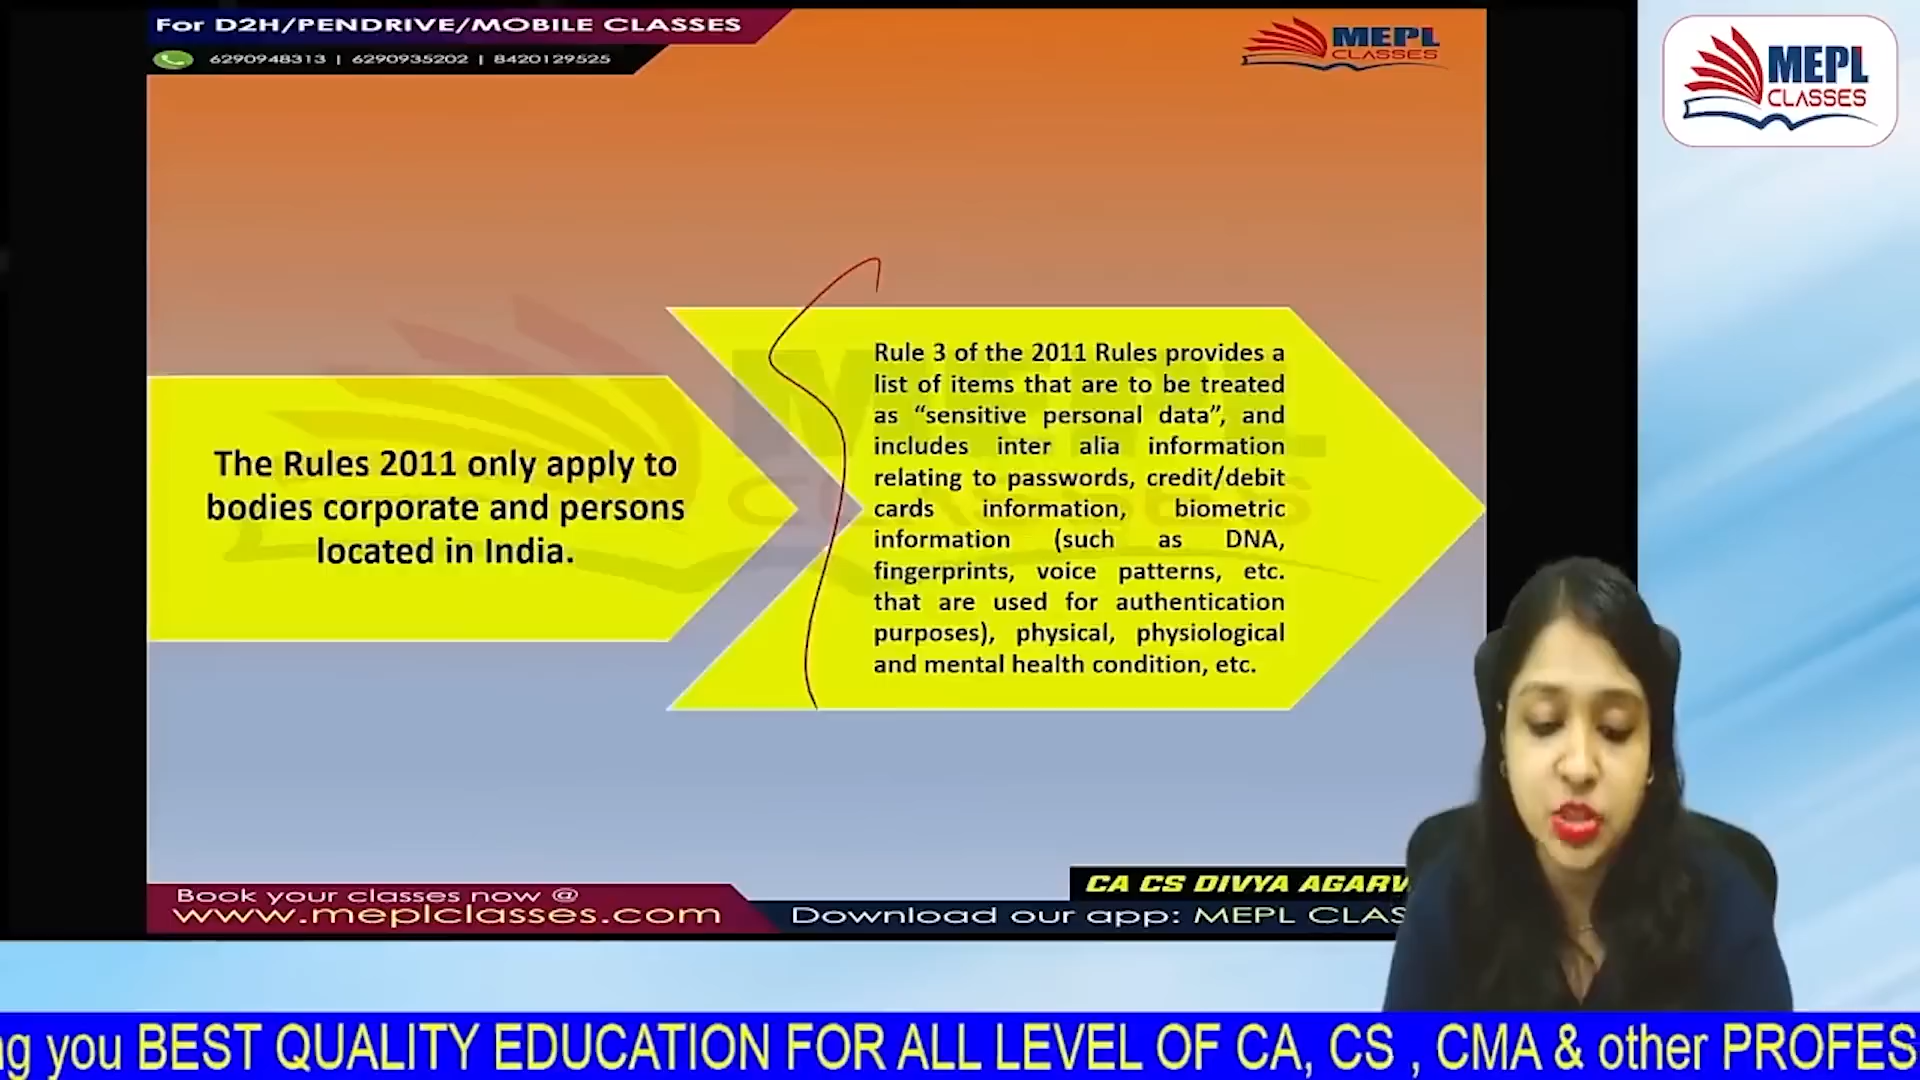 For D2H/PENDRIVE/MOBILE CLASSES
6290948313 | 6290935202 | 8420129525
MEPL
CLASSES
MEPL
CLASSES
The Rules 2011 only apply to
bodies corporate and persons
located in India.
Rule 3 of the 2011 Rules provides a
list of items that are to be treated
as “sensitive personal data”, and
includes inter alia information
relating to passwords, credit/debit
cards information, biometric
information (such as DNA,
fingerprints, voice patterns, etc.
that are used for authentication
purposes), physical, physiological
and mental health condition, etc.
MEPL
CLASSES
CA CS DIVYA AGARW
Book your classes now @
www.meplclasses.com
Download our app: MEPL CLAS
ng you BEST QUALITY EDUCATION FOR ALL LEVEL OF CA, CS , CMA & other PROFES